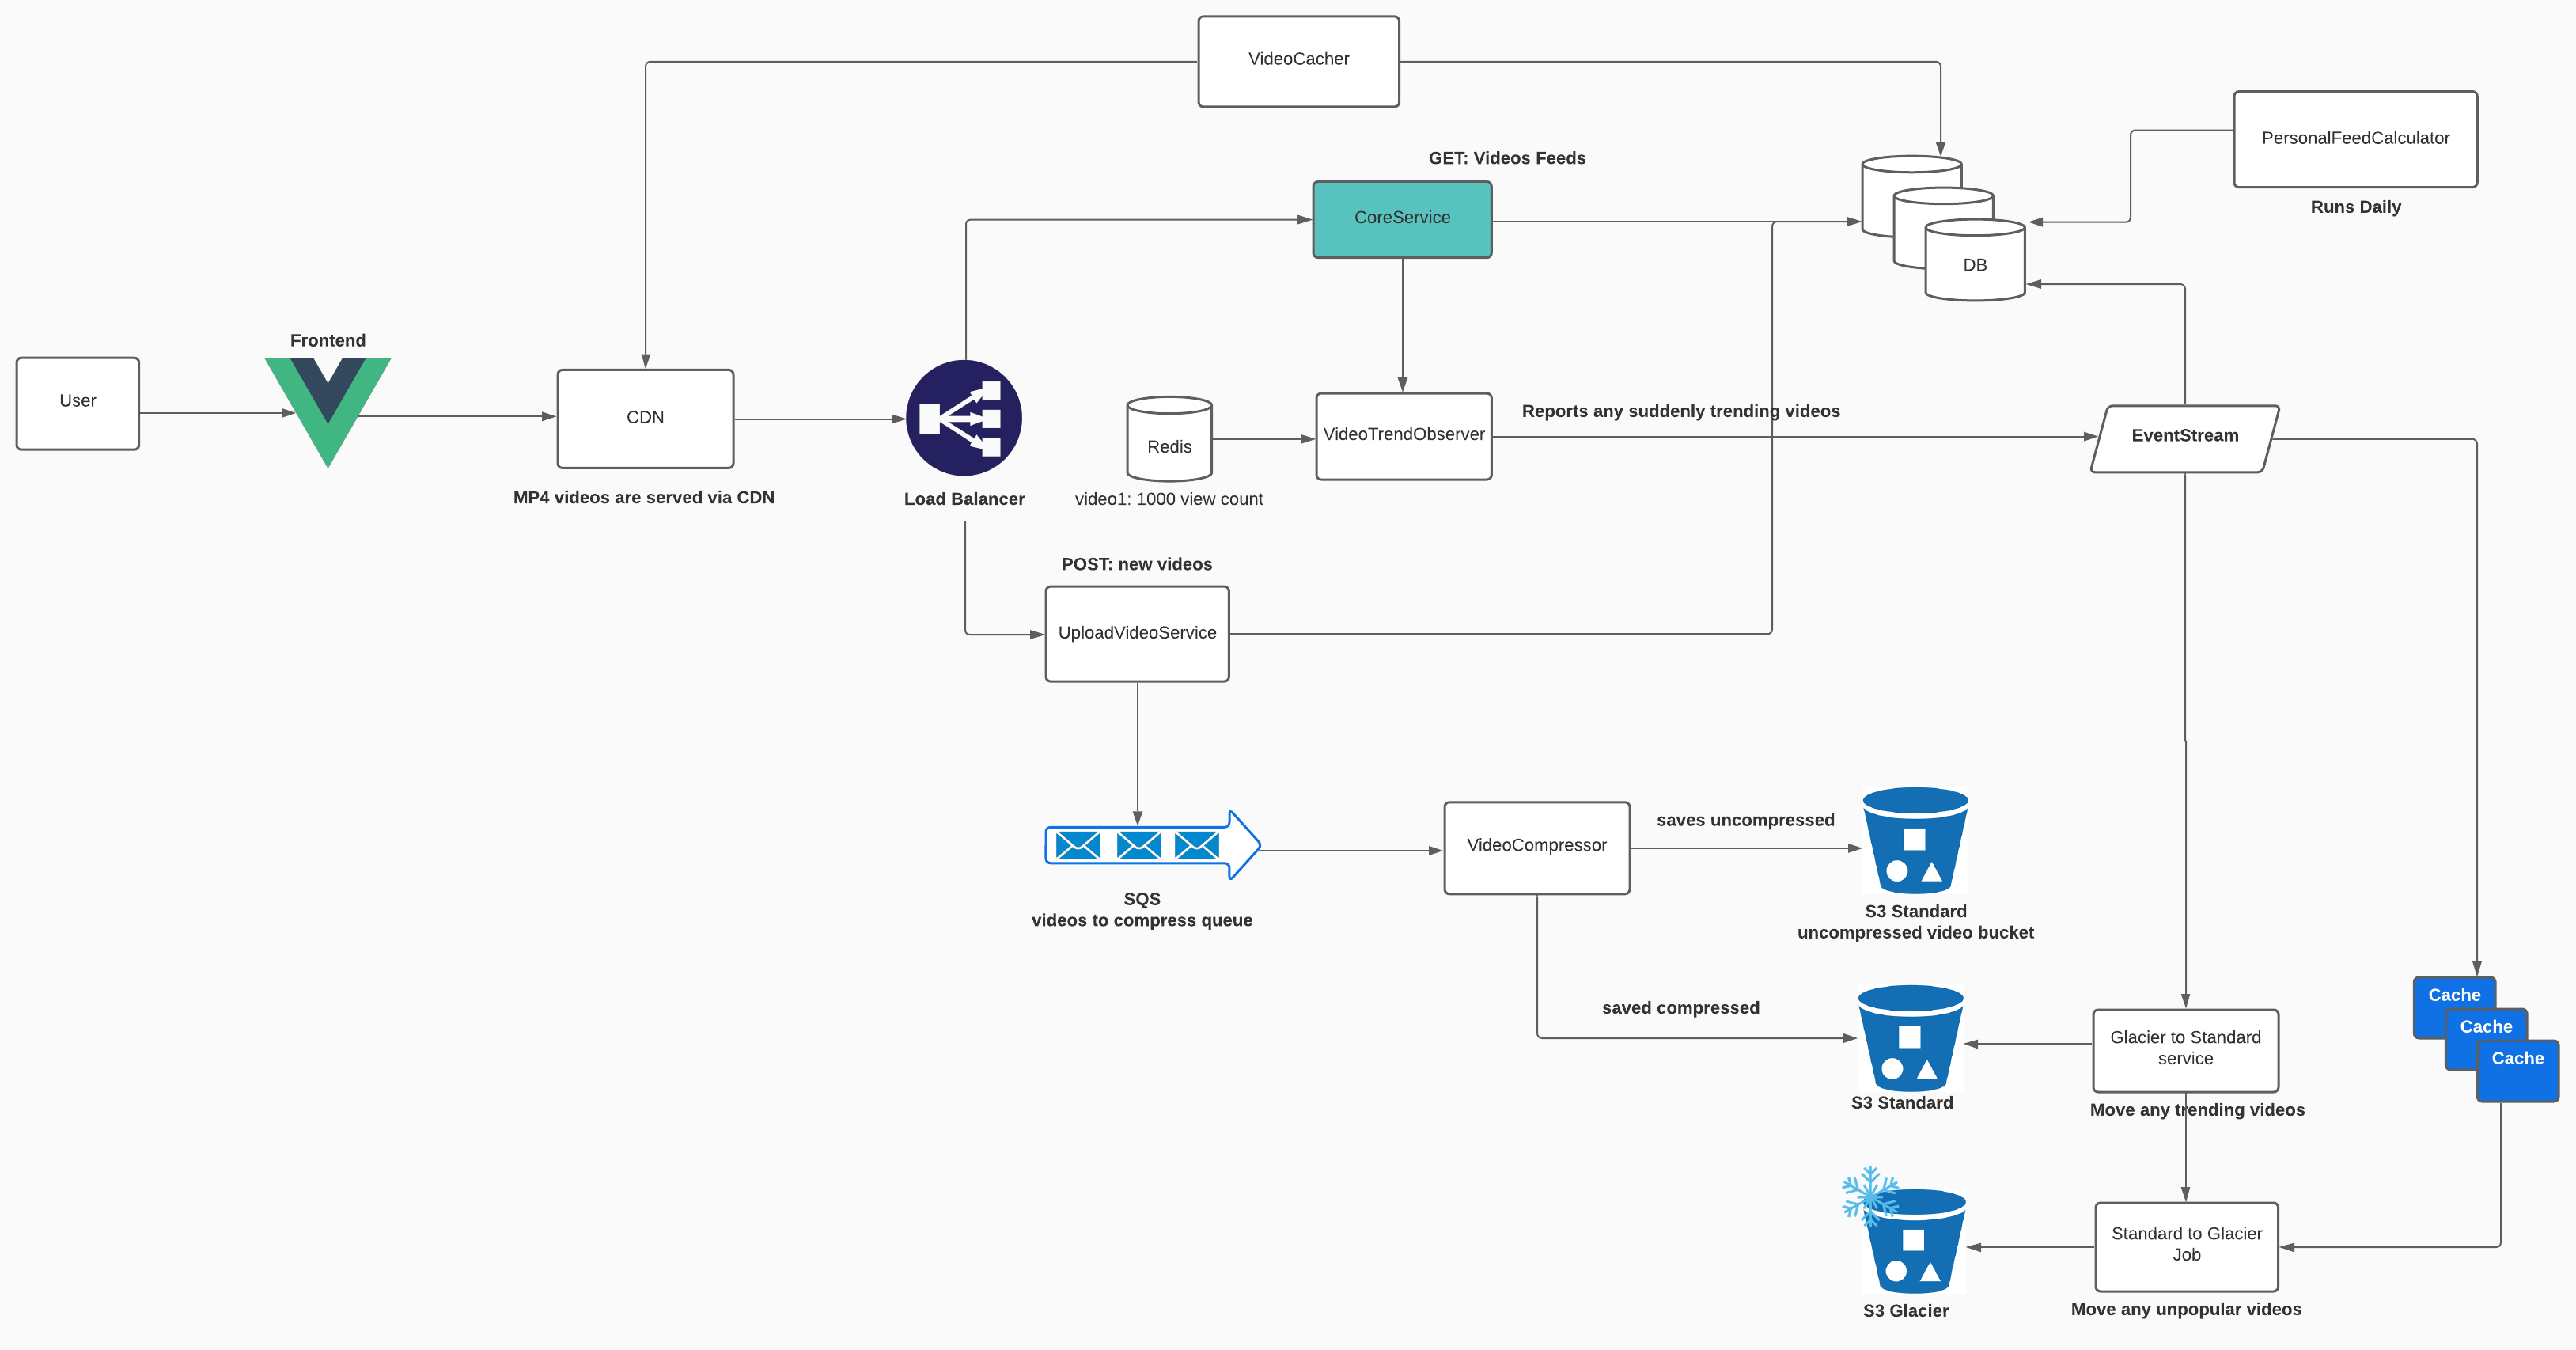 VideoCacher
PersonalFeedCalculator
Runs Daily
GET: Videos Feeds
CoreService
DB
Frontend
User
CDN
MP4 videos are served via CDN
Load Balancer
Redis
video1: 1000 view count
VideoTrendObserver
Reports any suddenly trending videos
EventStream
POST: new videos
UploadVideoService
SQS
videos to compress queue
VideoCompressor
saves uncompressed
S3 Standard
uncompressed video bucket
saved compressed
S3 Standard
Glacier to Standard
service
Move any trending videos
Cache
Cache
Cache
Standard to Glacier
Job
Move any unpopular videos
S3 Glacier